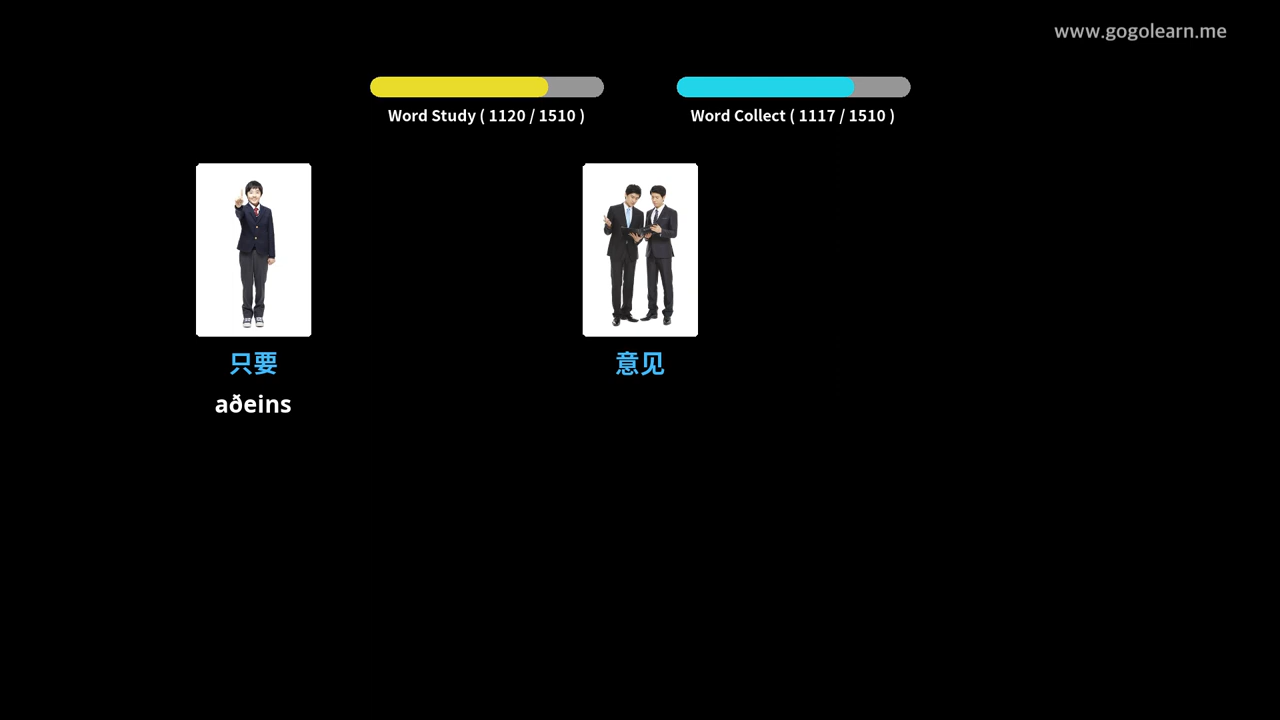 www.gogolearn.me
Word Study ( 1120 / 1510 )
Word Collect ( 1117 / 1510 )
只要
意见
aðeins